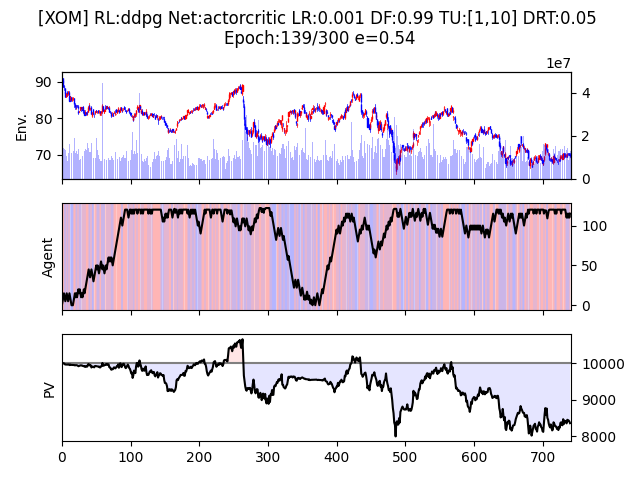 [XOM] RL:ddpg Net:actorcritic LR:0.001 DF:0.99 TU:[1,10] DRT:0.05
Epoch:139/300 e=0.54
1e7
90
80
70
Env.
4
2
0
Agent
100
50
0
PV
10000
9000
8000
0 100 200 300 400 500 600 700